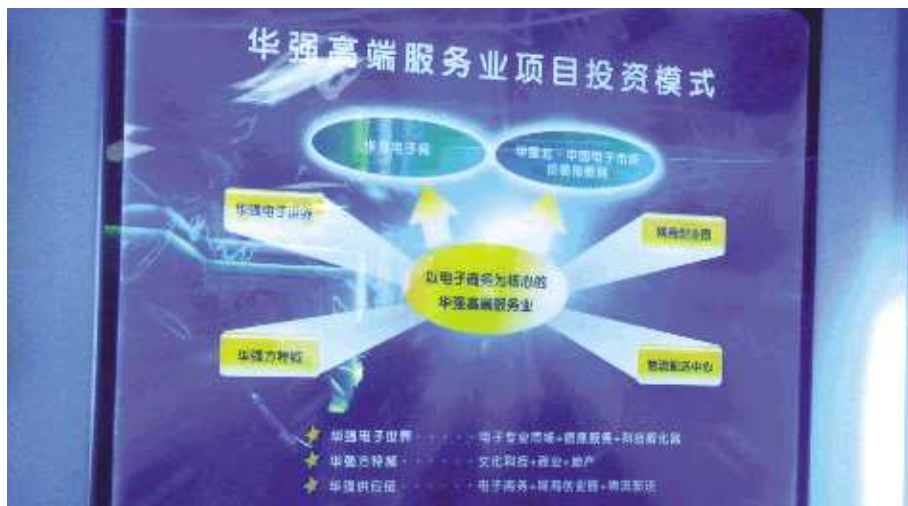 华强高端服务业项目投资模式
华强电子网
华强北·中国电子市场
价格指数网
华强电子世界
网商创业园
以电子商务为核心的
华强高端服务业
华强方特城
物流配送中心
华强电子世界······电子专业市场+信息服务+科技孵化器
华强方特城······文化科技+商业+地产
华强供应链······电子商务+网商创业园+物流配送